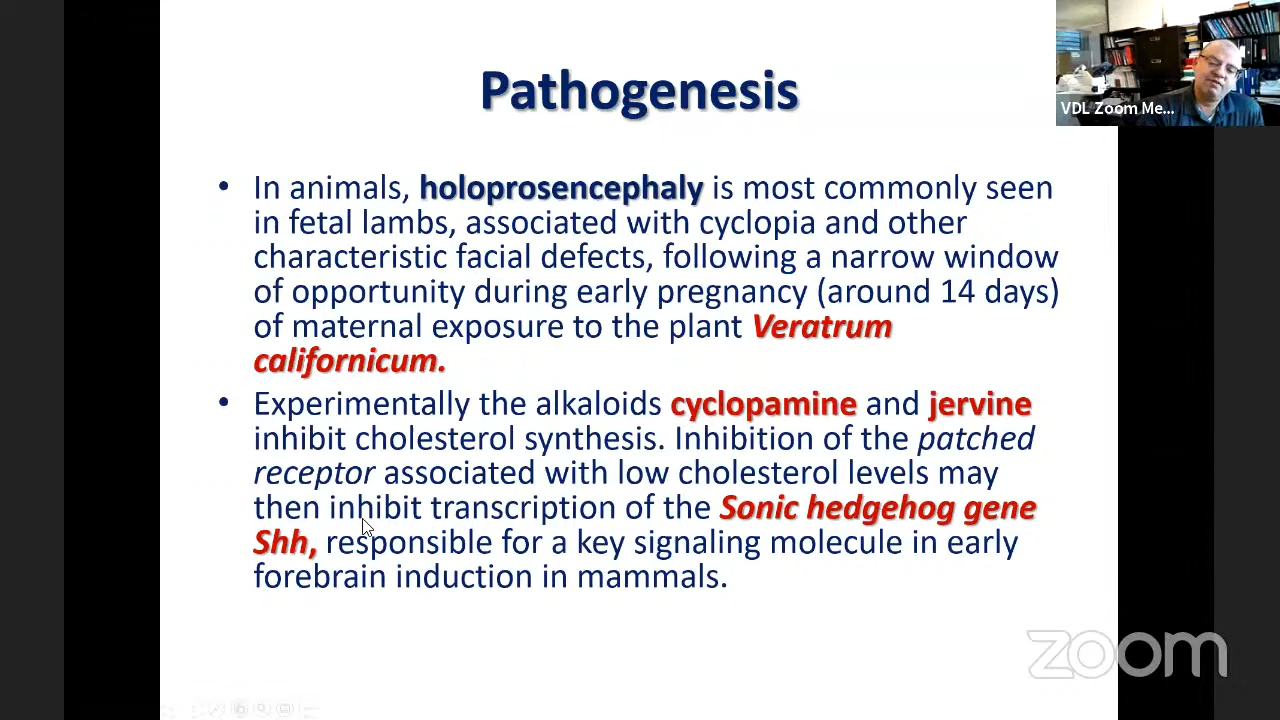 Pathogenesis
VDL Zoom Me...
• In animals, holoprosencephaly is most commonly seen
in fetal lambs, associated with cyclopia and other
characteristic facial defects, following a narrow window
of opportunity during early pregnancy (around 14 days)
of maternal exposure to the plant Veratrum
californicum.
• Experimentally the alkaloids cyclopamine and jervine
inhibit cholesterol synthesis. Inhibition of the patched
receptor associated with low cholesterol levels may
then inhibit transcription of the Sonic hedgehog gene
Shh, responsible for a key signaling molecule in early
forebrain induction in mammals.
zoom